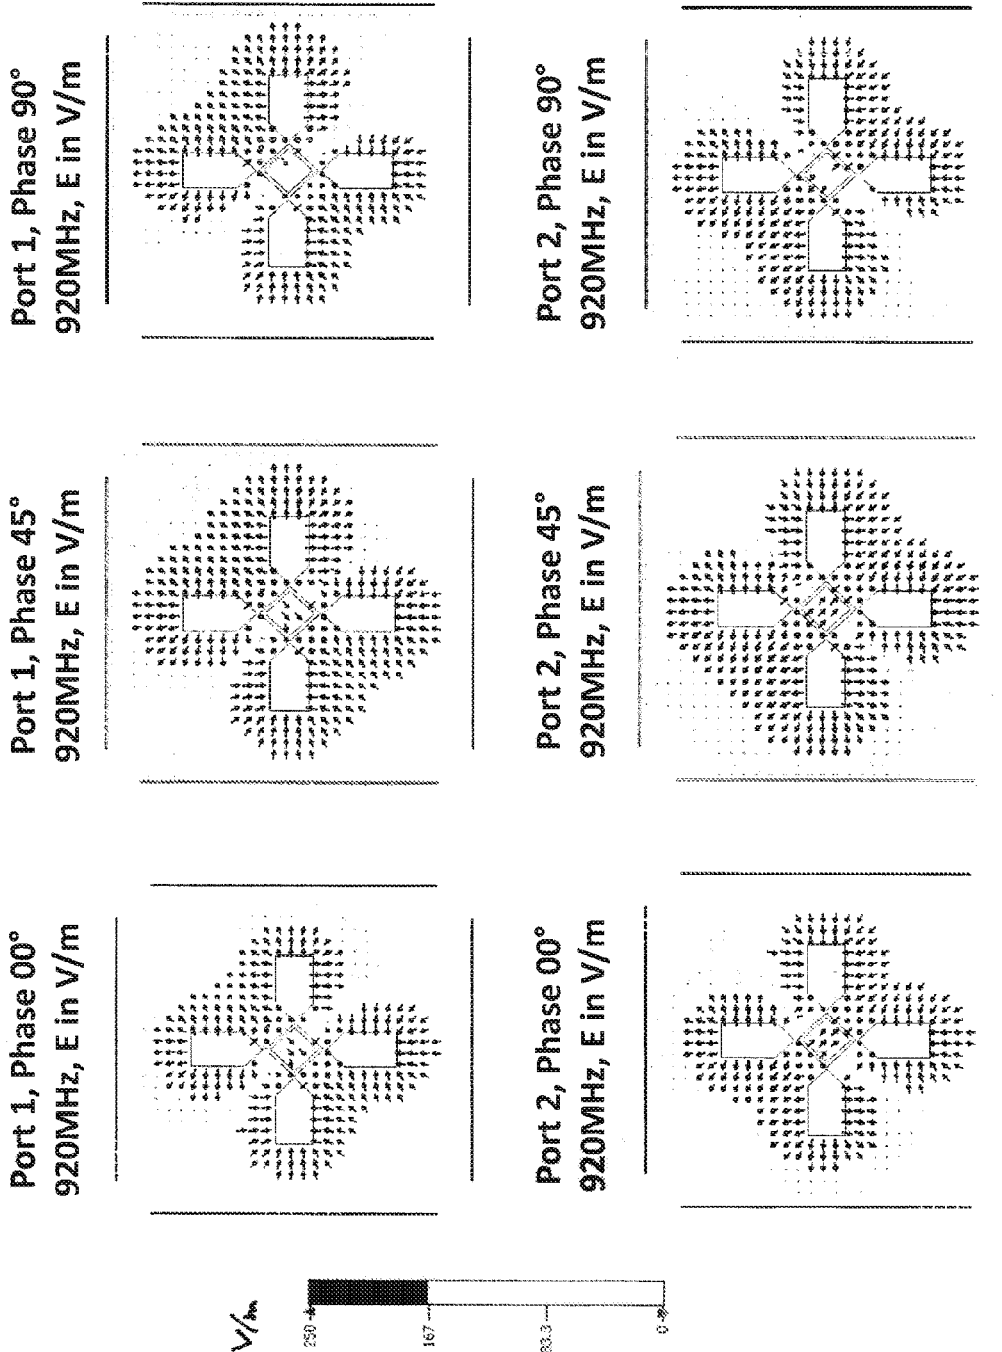 Port 1, Phase 00°
920MHz, E in V/m
Port 1, Phase 45°
920MHz, E in V/m
Port 1, Phase 90°
920MHz, E in V/m
V/m
250
167
83.3
0
Port 2, Phase 00°
920MHz, E in V/m
Port 2, Phase 45°
920MHz, E in V/m
Port 2, Phase 90°
920MHz, E in V/m